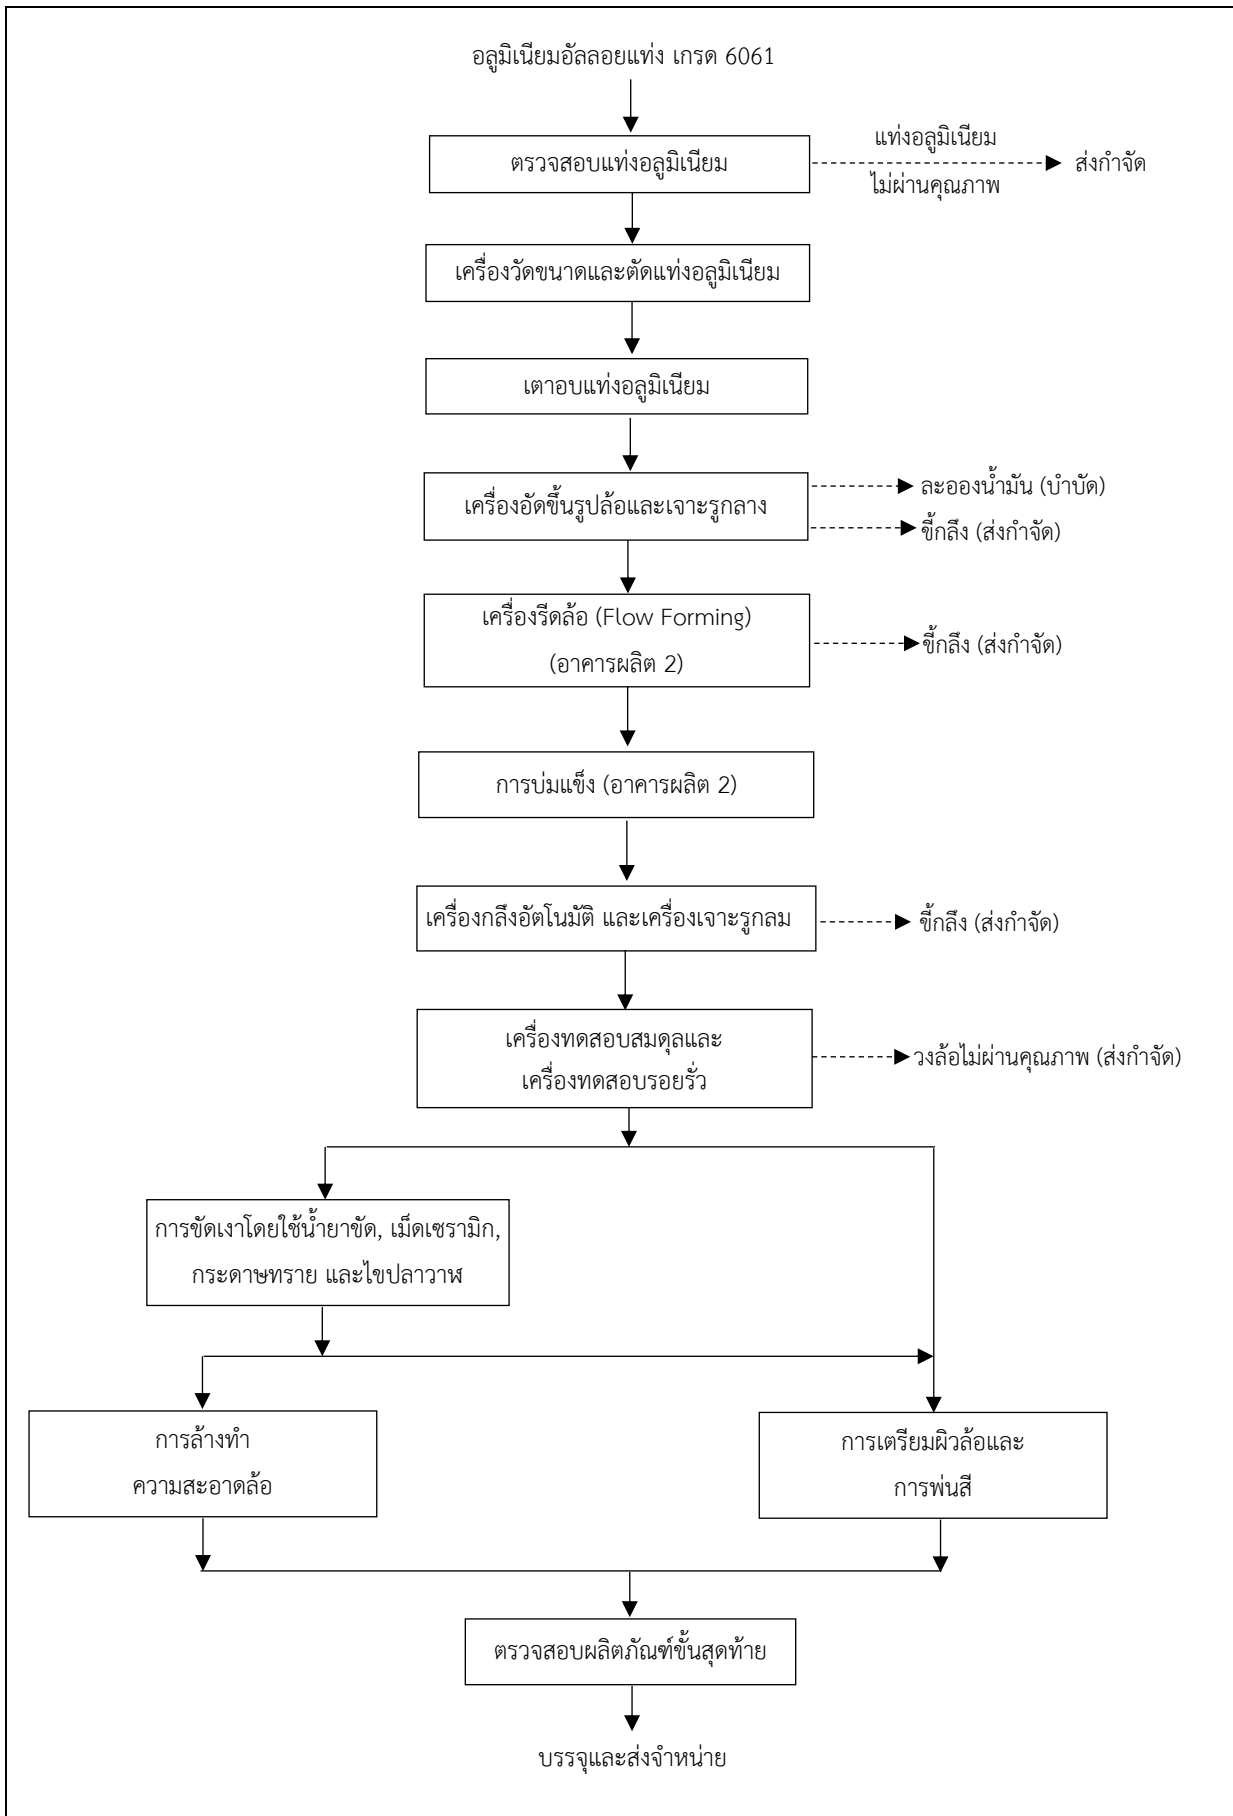 อลูมิเนียมอัลลอยแท่ง เกรด 6061
ตรวจสอบแท่งอลูมิเนียม
แท่งอลูมิเนียม
ไม่ผ่านคุณภาพ
ส่งกำจัด
เครื่องวัดขนาดและตัดแท่งอลูมิเนียม
เตาอบแท่งอลูมิเนียม
เครื่องอัดขึ้นรูปล้อและเจาะรูกลาง
ละอองน้ำมัน (บำบัด)
ขี้กลึง (ส่งกำจัด)
เครื่องรีดล้อ (Flow Forming)
(อาคารผลิต 2)
ขี้กลึง (ส่งกำจัด)
การบ่มแข็ง (อาคารผลิต 2)
เครื่องกลึงอัตโนมัติ และเครื่องเจาะรูกลม
ขี้กลึง (ส่งกำจัด)
เครื่องทดสอบสมดุลและ
เครื่องทดสอบรอยรั่ว
วงล้อไม่ผ่านคุณภาพ (ส่งกำจัด)
การขัดเงาโดยใช้น้ำยาขัด, เม็ดเซรามิก,
กระดาษทราย และไขปลาวาฬ
การล้างทำ
ความสะอาดล้อ
การเตรียมผิวล้อและ
การพ่นสี
ตรวจสอบผลิตภัณฑ์ขั้นสุดท้าย
บรรจุและส่งจำหน่าย